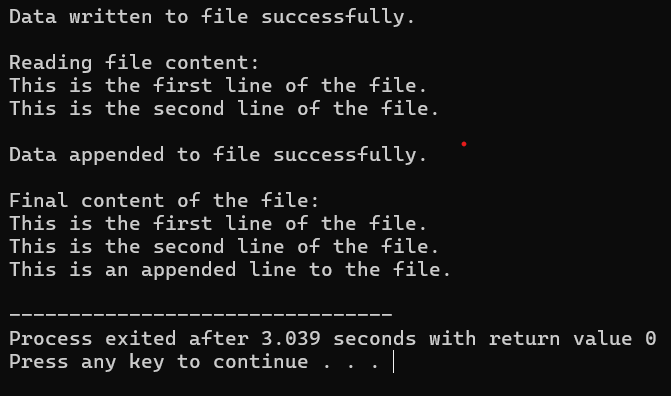 Data written to file successfully.
Reading file content:
This is the first line of the file.
This is the second line of the file.
Data appended to file successfully.
Final content of the file:
This is the first line of the file.
This is the second line of the file.
This is an appended line to the file.
--------------------------------
Process exited after 3.039 seconds with return value 0
Press any key to continue . . .